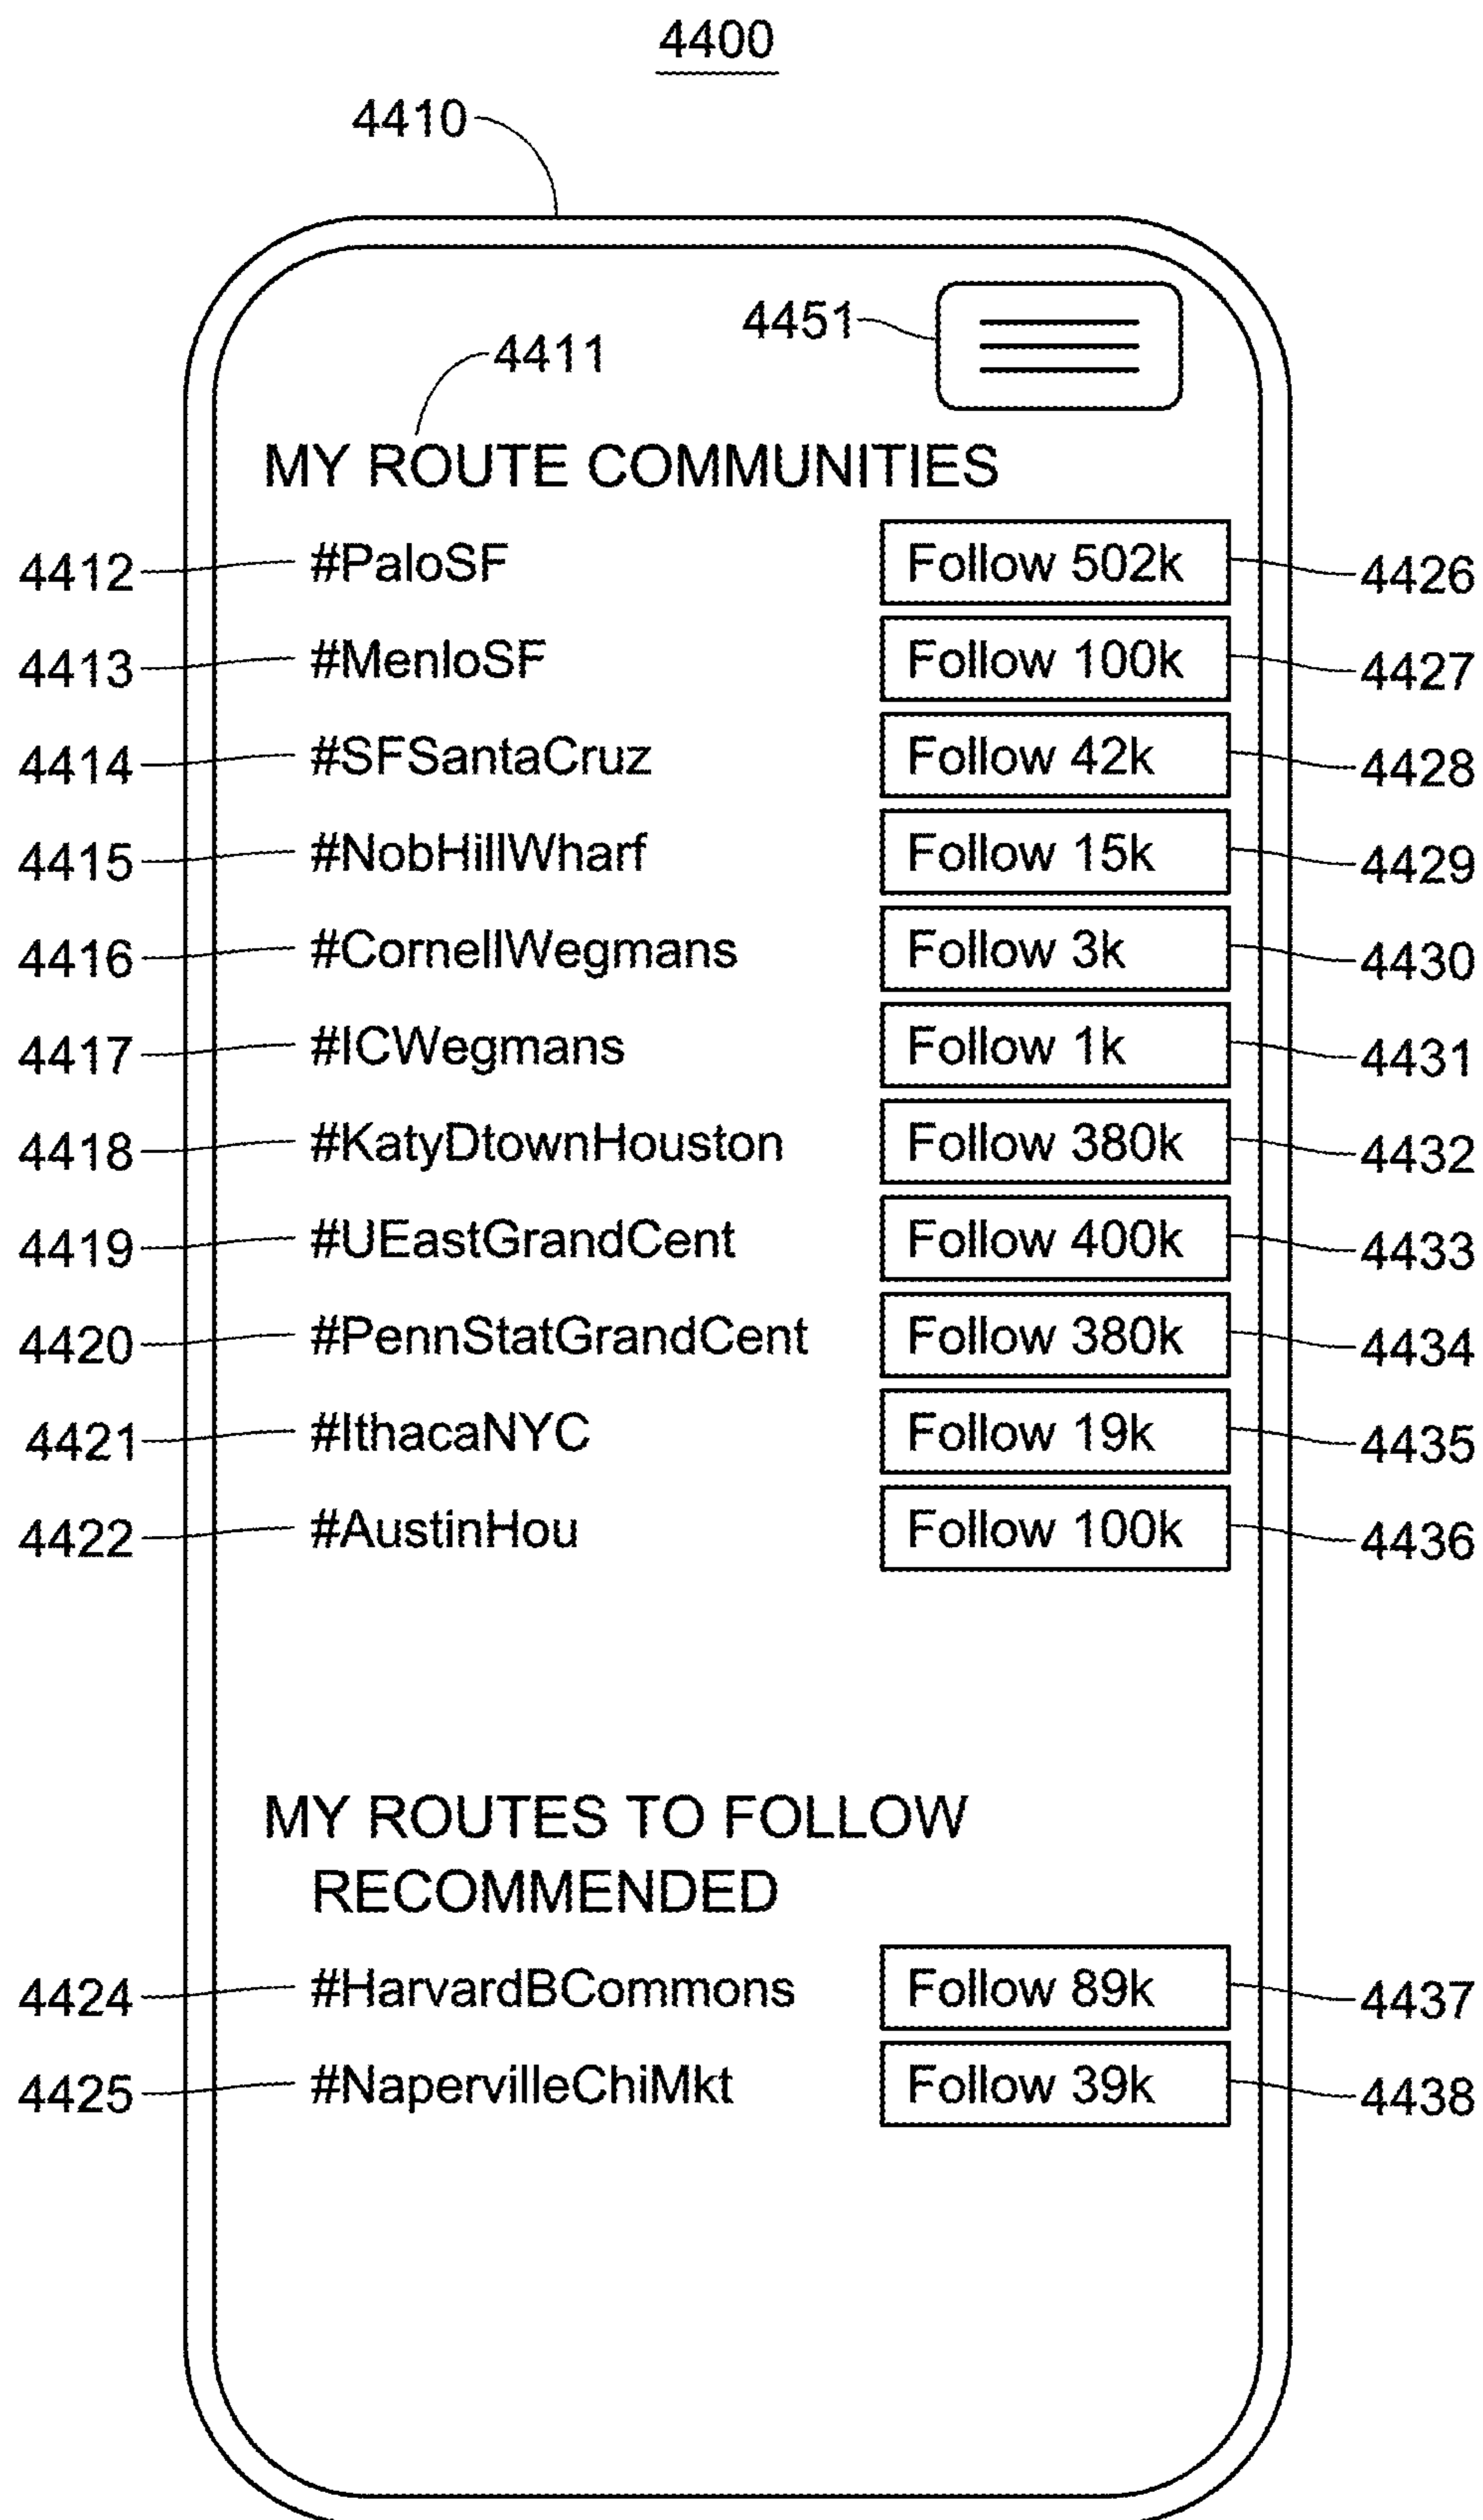 4400
4410
4451
4411
MY ROUTE COMMUNITIES
4412 #PaloSF Follow 502k 4426
4413 #MenloSF Follow 100k 4427
4414 #SFSantaCruz Follow 42k 4428
4415 #NobHillWharf Follow 15k 4429
4416 #CornellWegmans Follow 3k 4430
4417 #ICWegmans Follow 1k 4431
4418 #KatyDtownHouston Follow 380k 4432
4419 #UEastGrandCent Follow 400k 4433
4420 #PennStatGrandCent Follow 380k 4434
4421 #IthacaNYC Follow 19k 4435
4422 #AustinHou Follow 100k 4436
MY ROUTES TO FOLLOW
RECOMMENDED
4424 #HarvardBCommons Follow 89k 4437
4425 #NapervilleChiMkt Follow 39k 4438